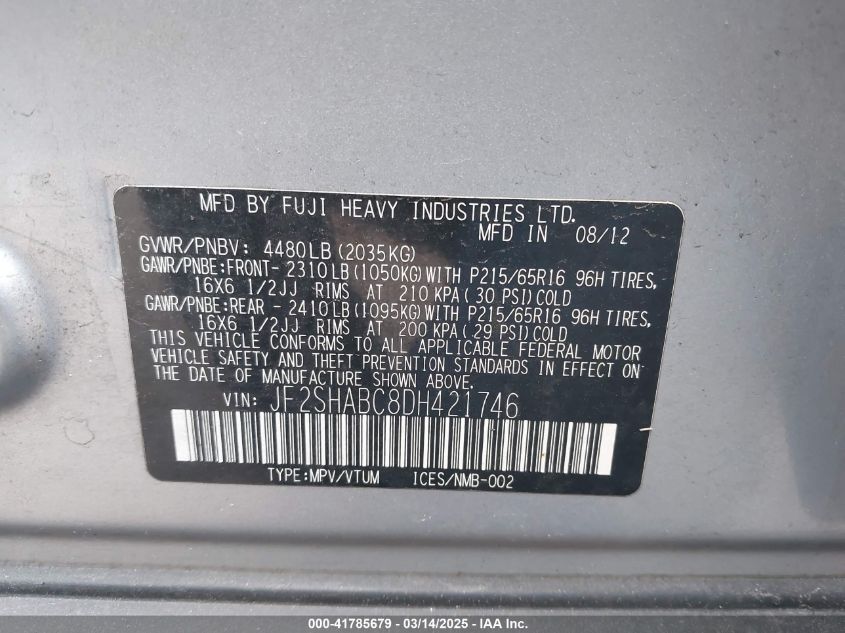 MFD BY FUJI HEAVY INDUSTRIES LTD.
MFD IN 08/12
GVWR/PNBV: 4480LB (2035KG)
GAWR/PNBE:FRONT- 2310LB (1050KG) WITH P215/65R16 96H TIRES,
16X6 1/2JJ RIMS AT 210 KPA ( 30 PSI) COLD
GAWR/PNBE:REAR - 2410LB (1095KG) WITH P215/65R16 96H TIRES,
16X6 1/2JJ RIMS AT 200 KPA ( 29 PSI) COLD
THIS VEHICLE CONFORMS TO ALL APPLICABLE FEDERAL MOTOR
VEHICLE SAFETY AND THEFT PREVENTION STANDARDS IN EFFECT ON
THE DATE OF MANUFACTURE SHOWN ABOVE.
VIN: JF2SHABC8DH421746
TYPE:MPV/VTUM ICES/NMB-002
000-41785679 - 03/14/2025 - IAA Inc.